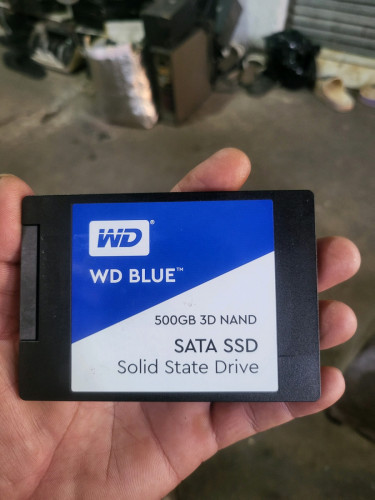 WD®
WD BLUE™
500GB 3D NAND
SATA SSD
Solid State Drive